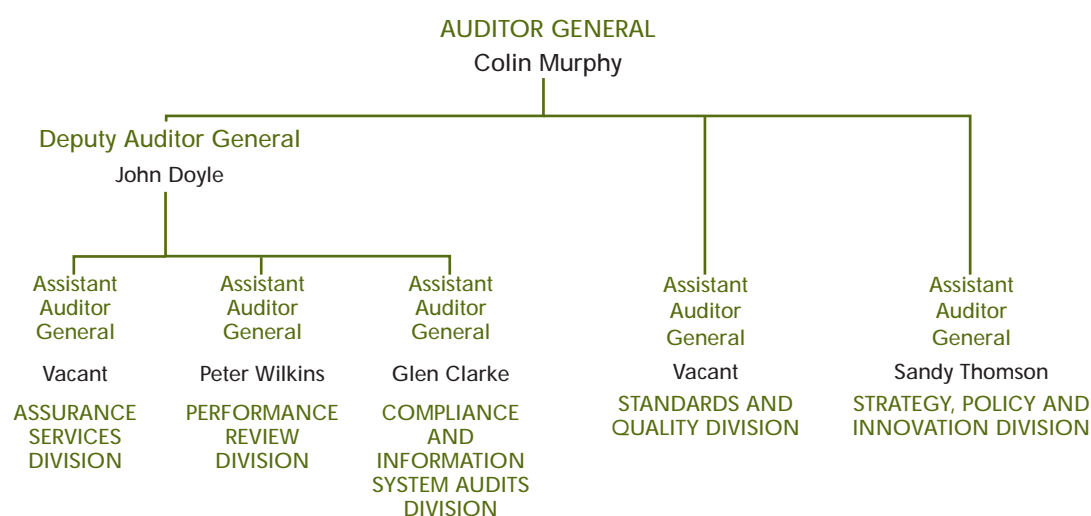 AUDITOR GENERAL
Colin Murphy
Deputy Auditor General
John Doyle
Assistant
Auditor
General
Vacant
ASSURANCE
SERVICES
DIVISION
Assistant
Auditor
General
Peter Wilkins
PERFORMANCE
REVIEW
DIVISION
Assistant
Auditor
General
Glen Clarke
COMPLIANCE
AND
INFORMATION
SYSTEM AUDITS
DIVISION
Assistant
Auditor
General
Vacant
STANDARDS AND
QUALITY DIVISION
Assistant
Auditor
General
Sandy Thomson
STRATEGY, POLICY AND
INNOVATION DIVISION